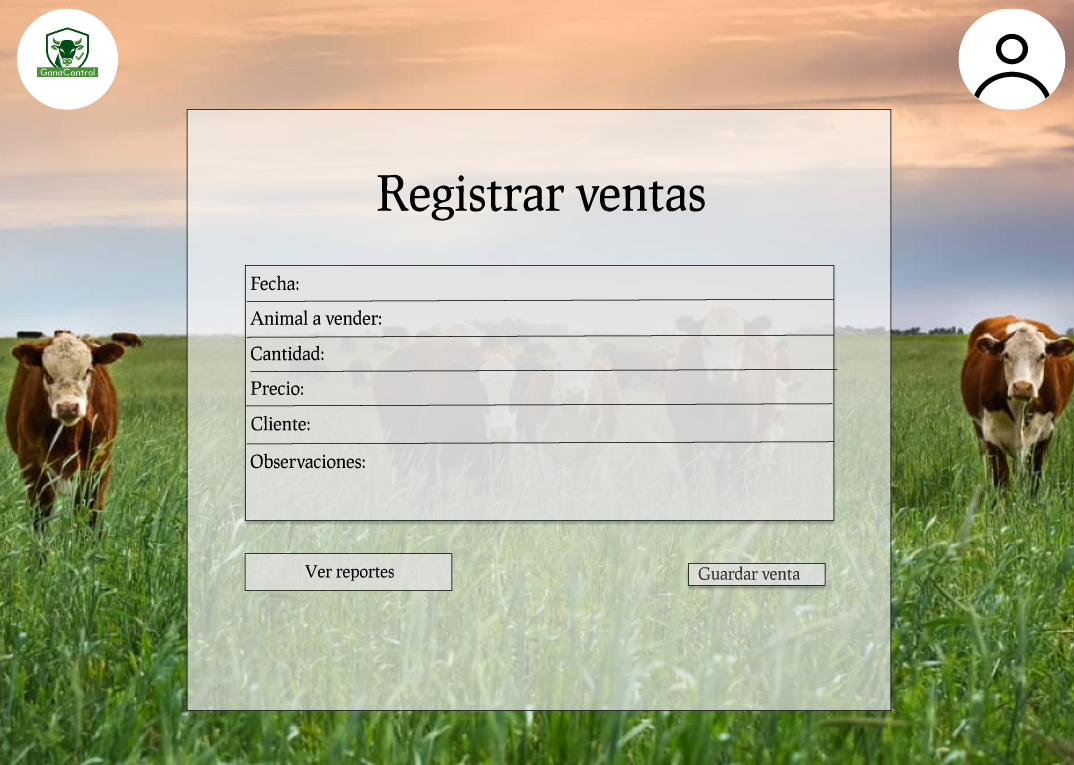 GanaControl
Registrar ventas
Fecha:
Animal a vender:
Cantidad:
Precio:
Cliente:
Observaciones:
Ver reportes
Guardar venta